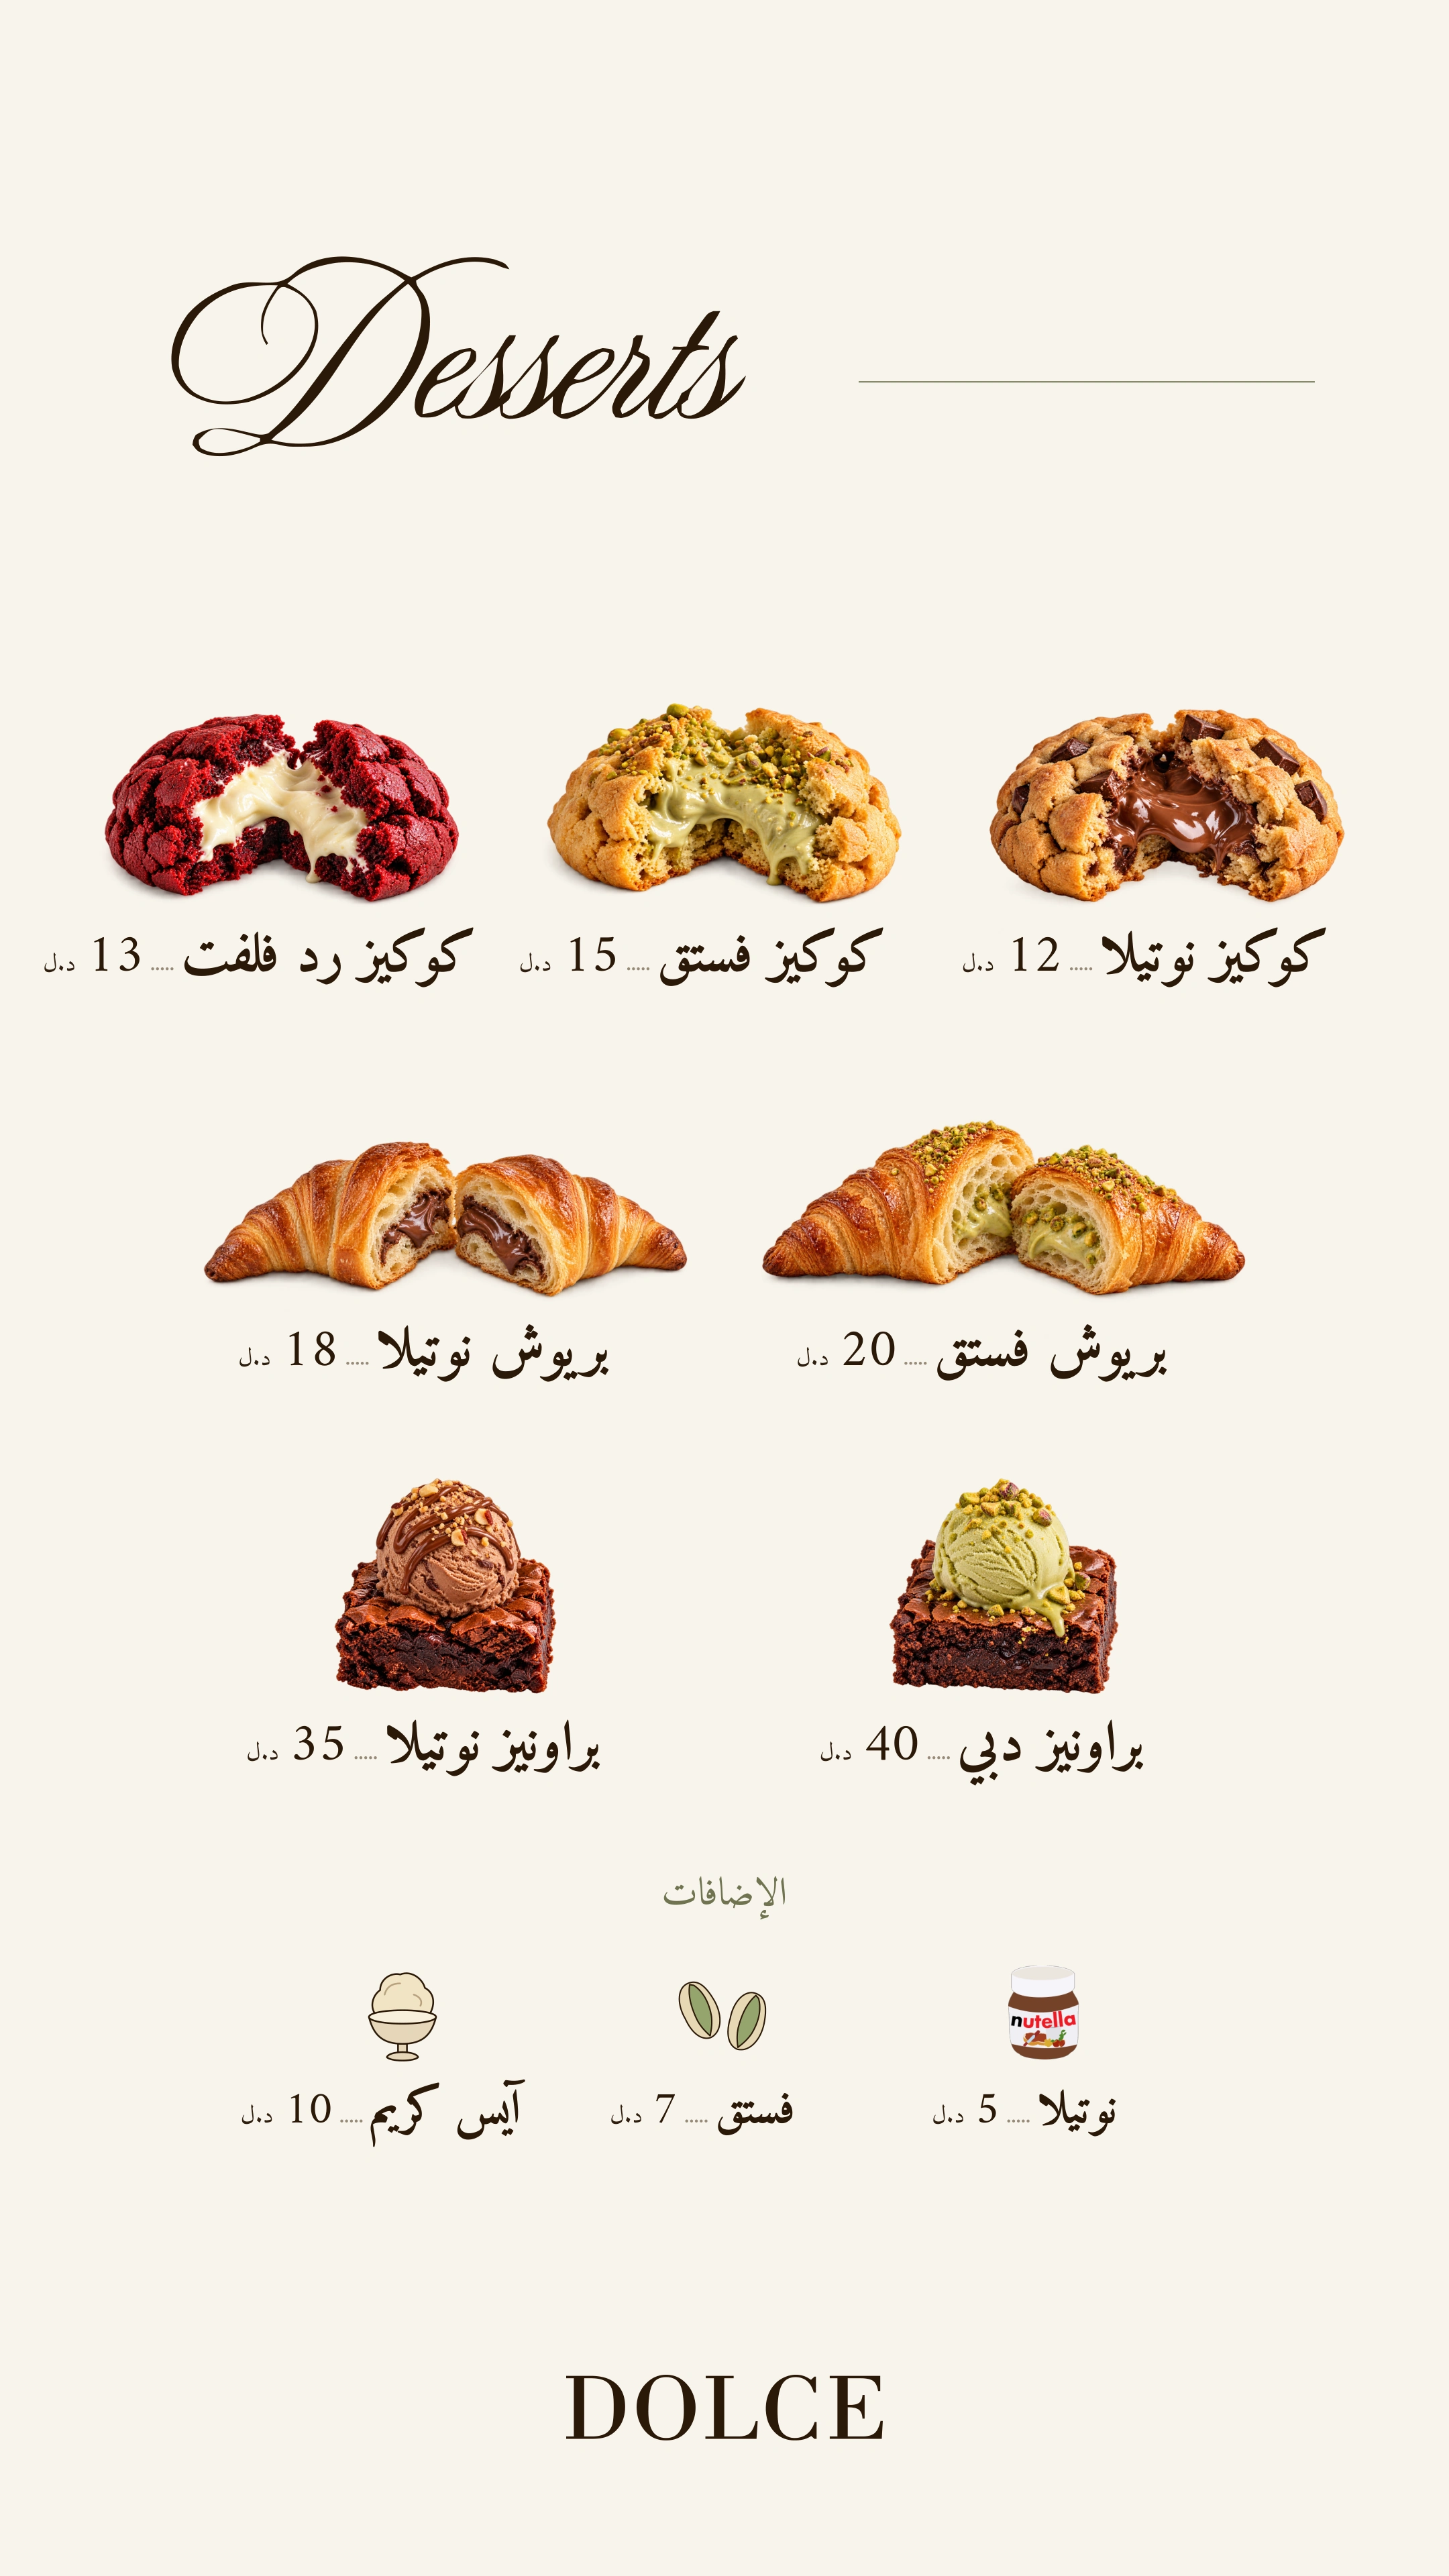 Desserts
كوكيز نوتيلا ..... 12 د.ل
كوكيز فستق ..... 15 د.ل
كوكيز رد فلفت ..... 13 د.ل
بريوش فستق ..... 20 د.ل
بريوش نوتيلا ..... 18 د.ل
براونيز دبي ..... 40 د.ل
براونيز نوتيلا ..... 35 د.ل
الإضافات
nutella
نوتيلا ..... 5 د.ل
فستق ..... 7 د.ل
آيس كريم ..... 10 د.ل
DOLCE